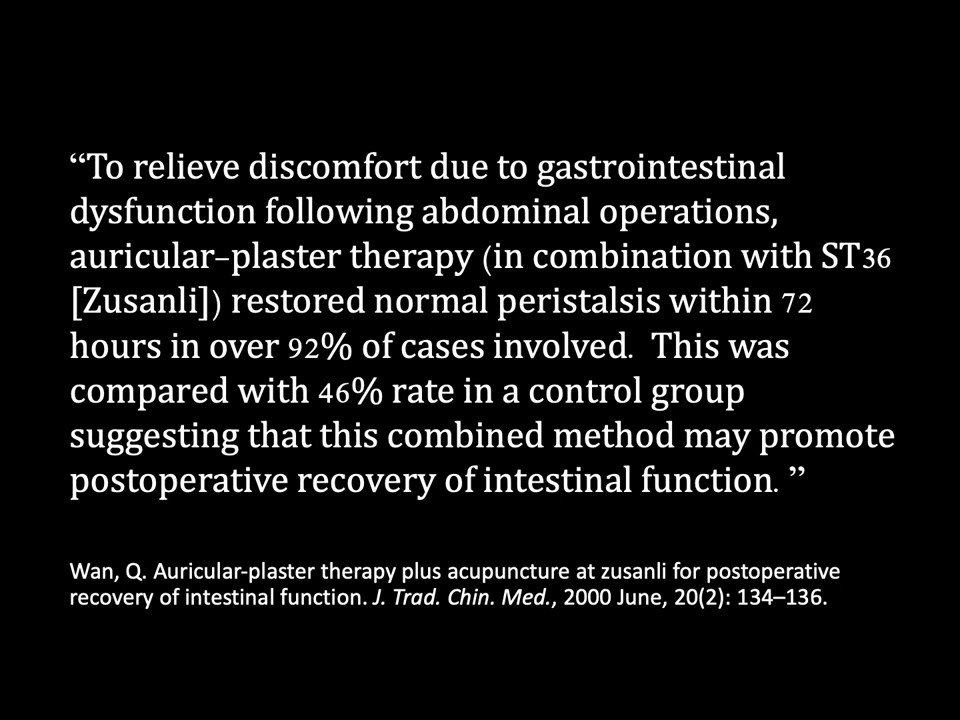 “To relieve discomfort due to gastrointestinal
dysfunction following abdominal operations,
auricular–plaster therapy (in combination with ST36
[Zusanli]) restored normal peristalsis within 72
hours in over 92% of cases involved.  This was
compared with 46% rate in a control group
suggesting that this combined method may promote
postoperative recovery of intestinal function. ”
Wan, Q. Auricular-plaster therapy plus acupuncture at zusanli for postoperative
recovery of intestinal function. J. Trad. Chin. Med., 2000 June, 20(2): 134–136.